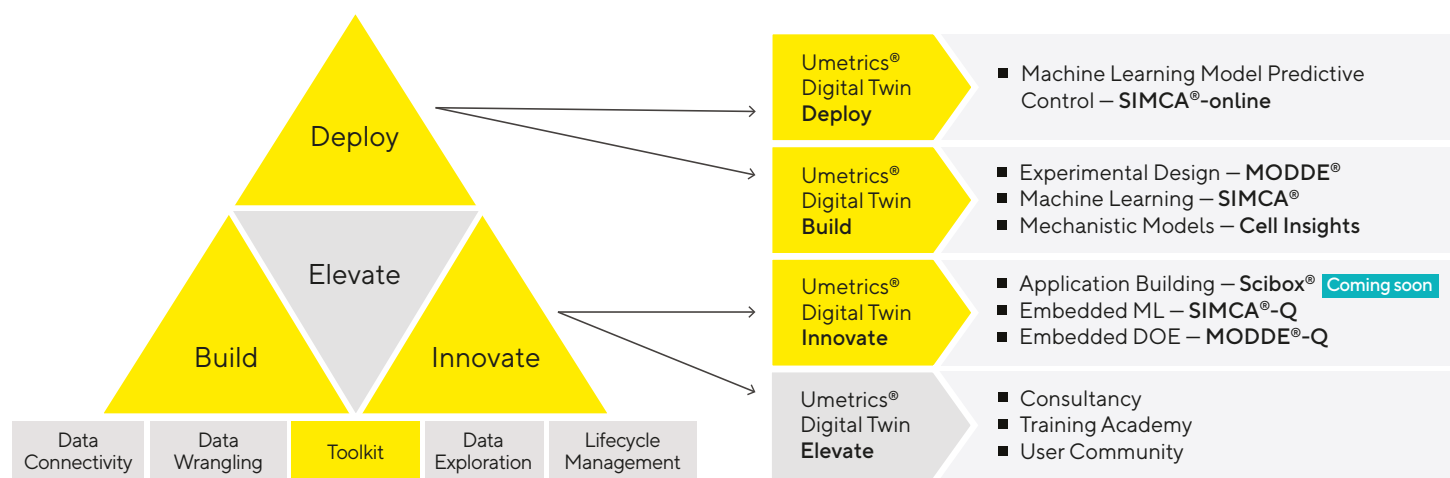 Deploy
Elevate
Build
Innovate
Data
Connectivity
Data
Wrangling
Toolkit
Data
Exploration
Lifecycle
Management
Umetrics®
Digital Twin
Deploy
■ Machine Learning Model Predictive
Control – SIMCA®-online
Umetrics®
Digital Twin
Build
■ Experimental Design – MODDE®
■ Machine Learning – SIMCA®
■ Mechanistic Models – Cell Insights
Umetrics®
Digital Twin
Innovate
■ Application Building – Scibox® Coming soon
■ Embedded ML – SIMCA®-Q
■ Embedded DOE – MODDE®-Q
Umetrics®
Digital Twin
Elevate
■ Consultancy
■ Training Academy
■ User Community